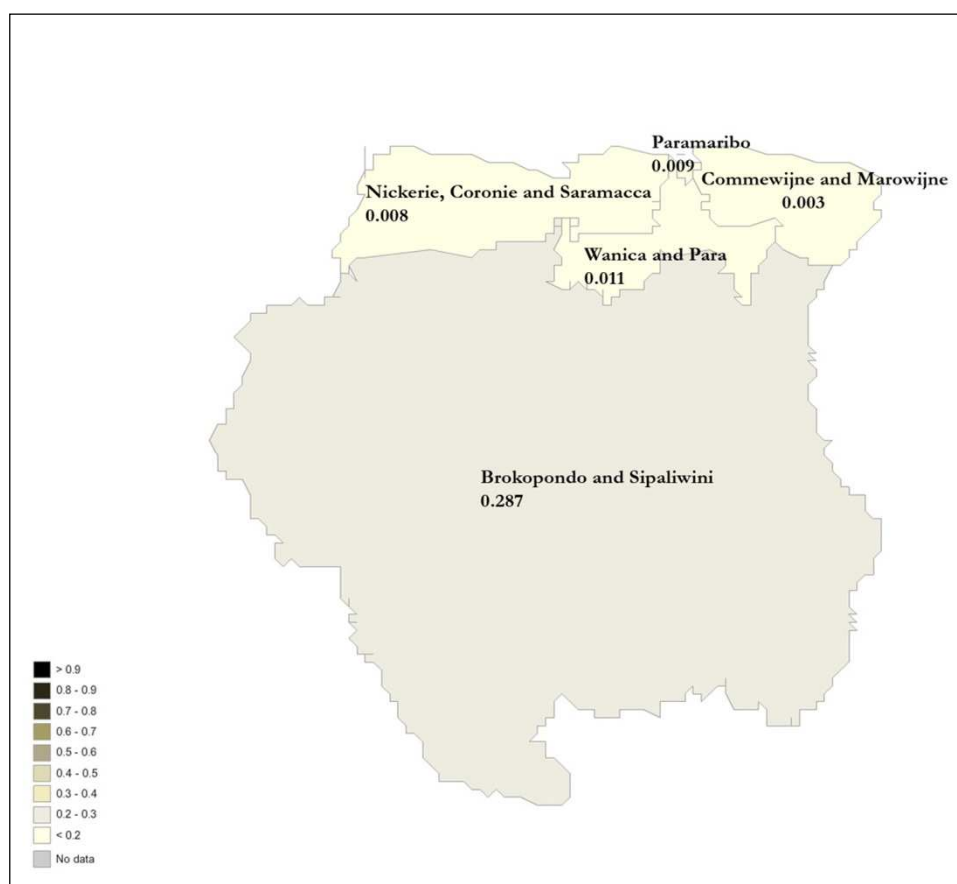 Paramaribo
0.009
Nickerie, Coronie and Saramacca
0.008
Commewijne and Marowijne
0.003
Wanica and Para
0.011
Brokopondo and Sipaliwini
0.287
> 0.9
0.8 - 0.9
0.7 - 0.8
0.6 - 0.7
0.5 - 0.6
0.4 - 0.5
0.3 - 0.4
0.2 - 0.3
< 0.2
No data